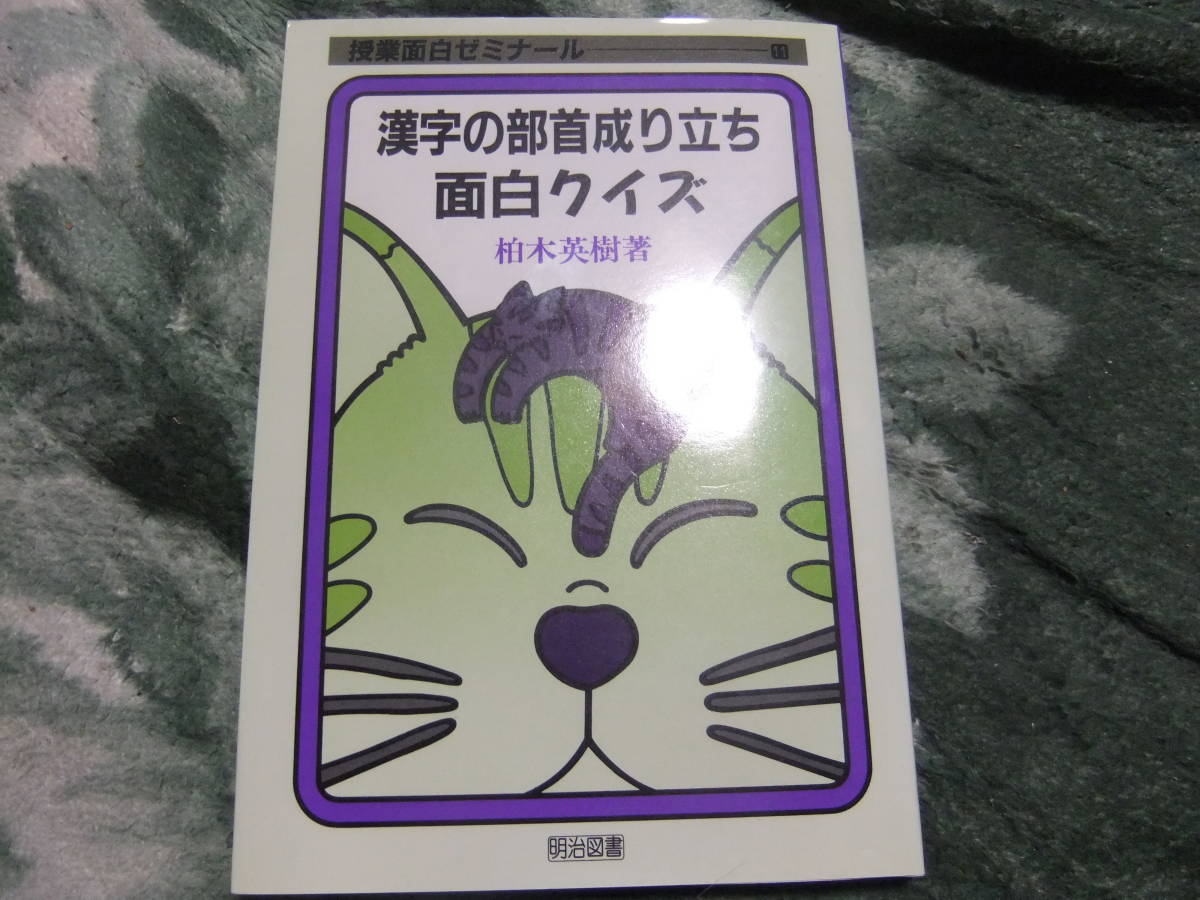 授業面白ゼミナール 11
漢字の部首成り立ち
面白クイズ
柏木英樹著
明治図書